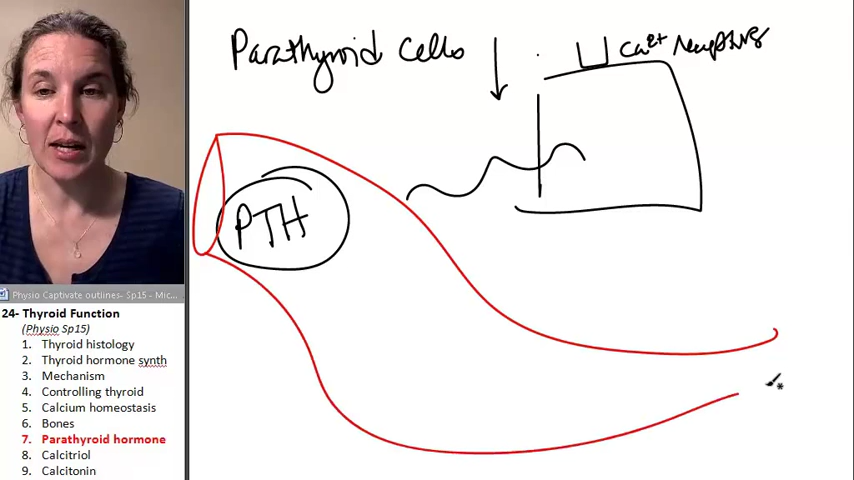 Parathyroid Cells
Ca2+ receptors
PTH
Physio Captivate outlines- Sp15 - Mic...
24- Thyroid Function
(Physio Sp15)
1. Thyroid histology
2. Thyroid hormone synth
3. Mechanism
4. Controlling thyroid
5. Calcium homeostasis
6. Bones
7. Parathyroid hormone
8. Calcitriol
9. Calcitonin